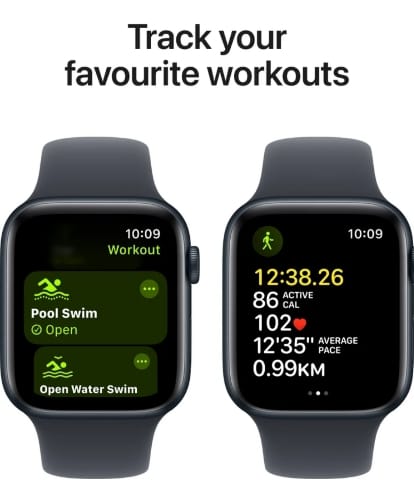 Track your
favourite workouts
10:09
Workout
Pool Swim
Open
Open Water Swim
10:09
12:38.26
86 ACTIVE
CAL
102
12'35" AVERAGE
PACE
0.99KM